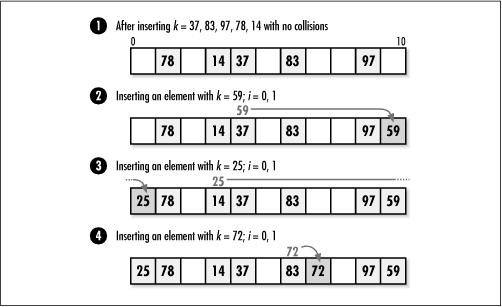 1 After inserting k = 37, 83, 97, 78, 14 with no collisions
0 10
78 14 37 83 97
2 Inserting an element with k = 59; i = 0, 1
59
78 14 37 83 97 59
3 Inserting an element with k = 25; i = 0, 1
25
25 78 14 37 83 97 59
4 Inserting an element with k = 72; i = 0, 1
72
25 78 14 37 83 72 97 59